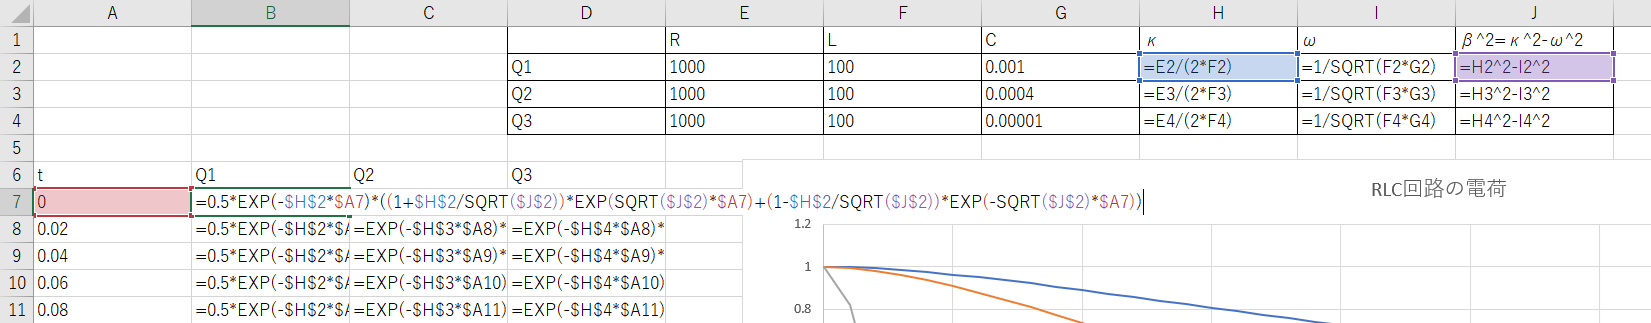 A B C D E F G H I J
1 R L C κ ω β^2=κ^2-ω^2
2 Q1 1000 100 0.001 =E2/(2*F2) =1/SQRT(F2*G2) =H2^2-I2^2
3 Q2 1000 100 0.0004 =E3/(2*F3) =1/SQRT(F3*G3) =H3^2-I3^2
4 Q3 1000 100 0.00001 =E4/(2*F4) =1/SQRT(F4*G4) =H4^2-I4^2
5
6 t Q1 Q2 Q3
7 0 =0.5*EXP(-$H$2*$A7)*((1+$H$2/SQRT($J$2))*EXP(SQRT($J$2)*$A7)+(1-$H$2/SQRT($J$2))*EXP(-SQRT($J$2)*$A7))
RLC回路の電荷
8 0.02 =0.5*EXP(-$H$2*$A =EXP(-$H$3*$A8)* =EXP(-$H$4*$A8)*
9 0.04 =0.5*EXP(-$H$2*$A =EXP(-$H$3*$A9)* =EXP(-$H$4*$A9)*
10 0.06 =0.5*EXP(-$H$2*$A =EXP(-$H$3*$A10) =EXP(-$H$4*$A10)
11 0.08 =0.5*EXP(-$H$2*$A =EXP(-$H$3*$A11) =EXP(-$H$4*$A11)
1.2
1
0.8